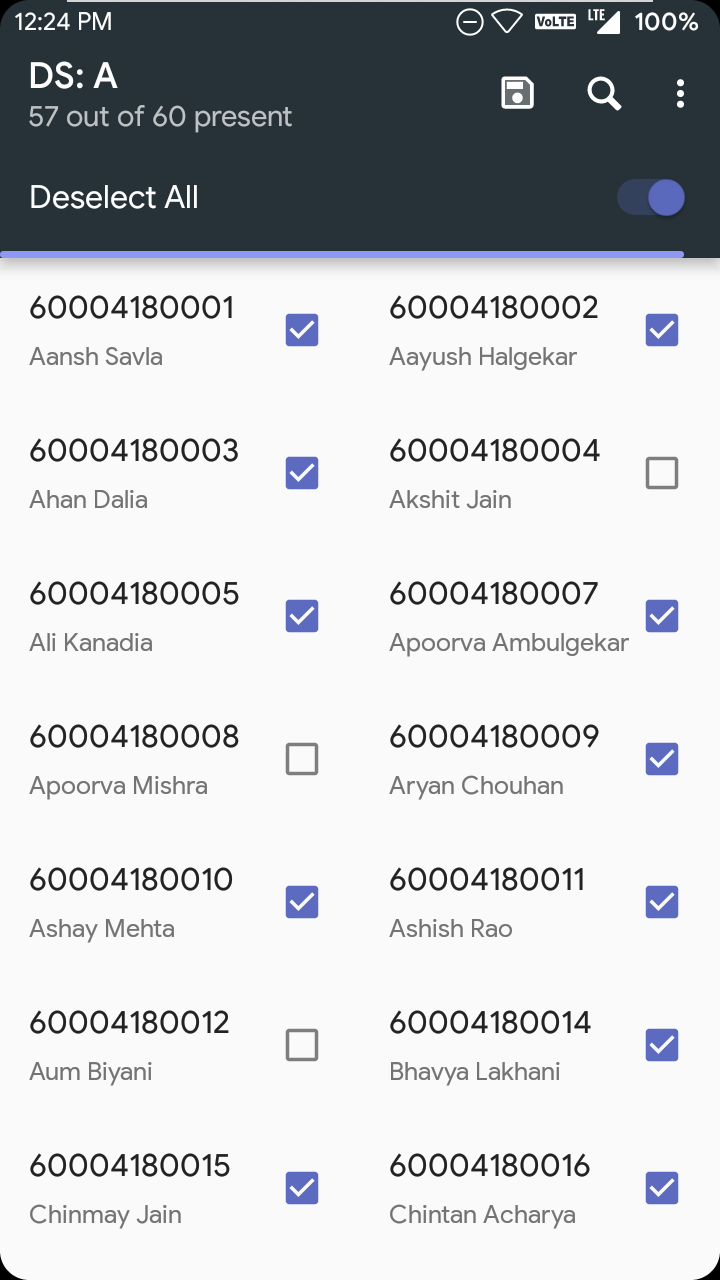 12:24 PM
VoLTE LTE 100%
DS: A
57 out of 60 present
Deselect All
60004180001
Aansh Savla
60004180002
Aayush Halgekar
60004180003
Ahan Dalia
60004180004
Akshit Jain
60004180005
Ali Kanadia
60004180007
Apoorva Ambulgekar
60004180008
Apoorva Mishra
60004180009
Aryan Chouhan
60004180010
Ashay Mehta
60004180011
Ashish Rao
60004180012
Aum Biyani
60004180014
Bhavya Lakhani
60004180015
Chinmay Jain
60004180016
Chintan Acharya